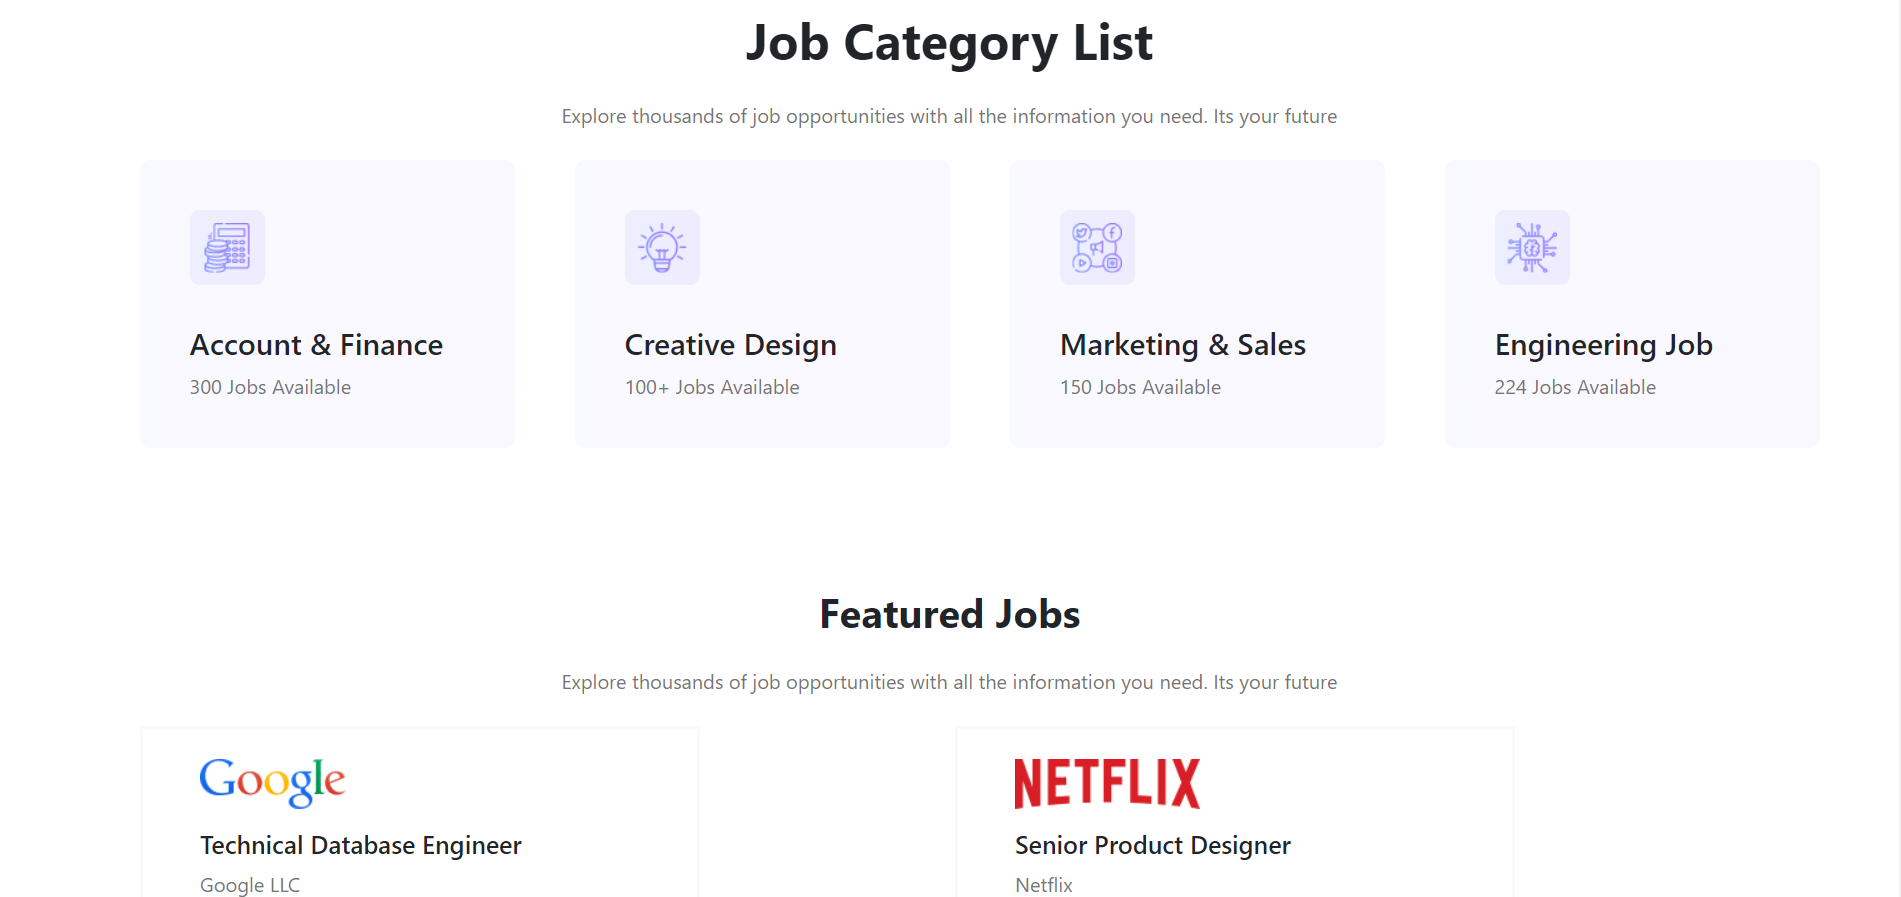 Job Category List
Explore thousands of job opportunities with all the information you need. Its your future
Account & Finance
300 Jobs Available
Creative Design
100+ Jobs Available
Marketing & Sales
150 Jobs Available
Engineering Job
224 Jobs Available
Featured Jobs
Explore thousands of job opportunities with all the information you need. Its your future
Google
Technical Database Engineer
Google LLC
NETFLIX
Senior Product Designer
Netflix